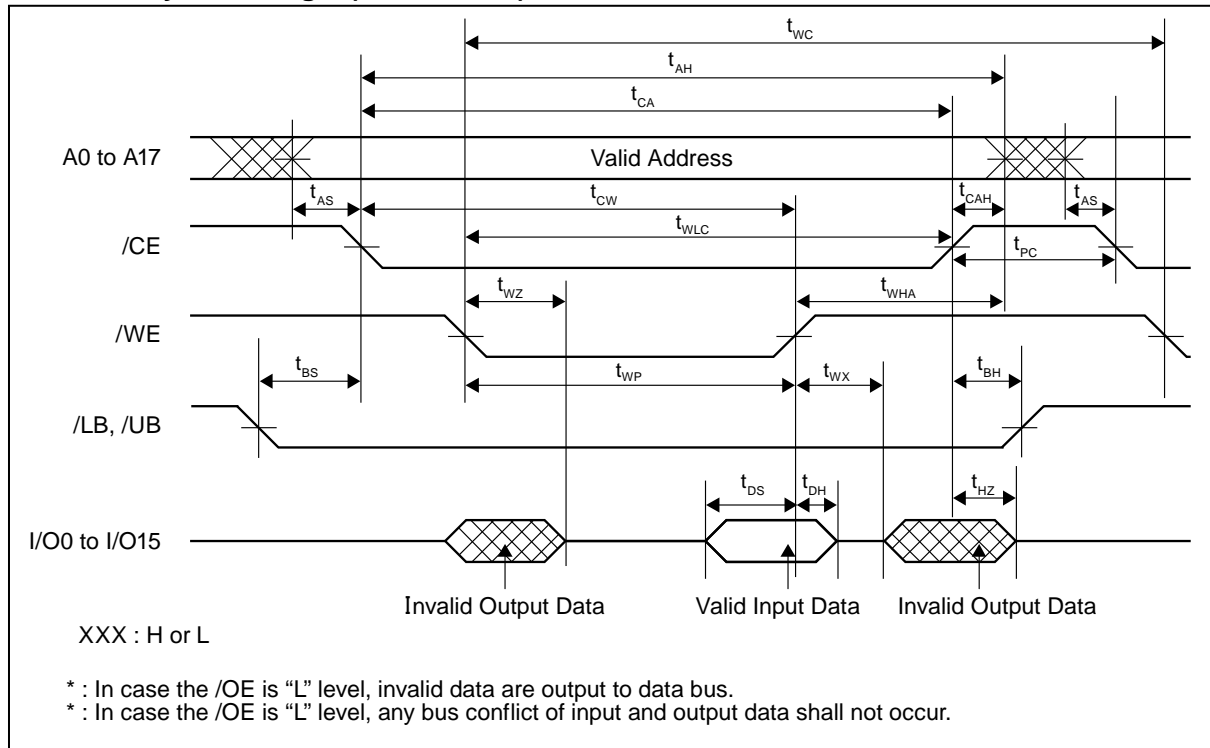 tWC
tAH
tCA
A0 to A17
Valid Address
tAS
tCW
tCAH
tAS
/CE
tWLC
tPC
tWZ
tWHA
/WE
tBS
tWP
tWX
tBH
/LB, /UB
tDS
tDH
tHZ
I/O0 to I/O15
Invalid Output Data
Valid Input Data
Invalid Output Data
XXX : H or L
* : In case the /OE is “L” level, invalid data are output to data bus.
* : In case the /OE is “L” level, any bus conflict of input and output data shall not occur.